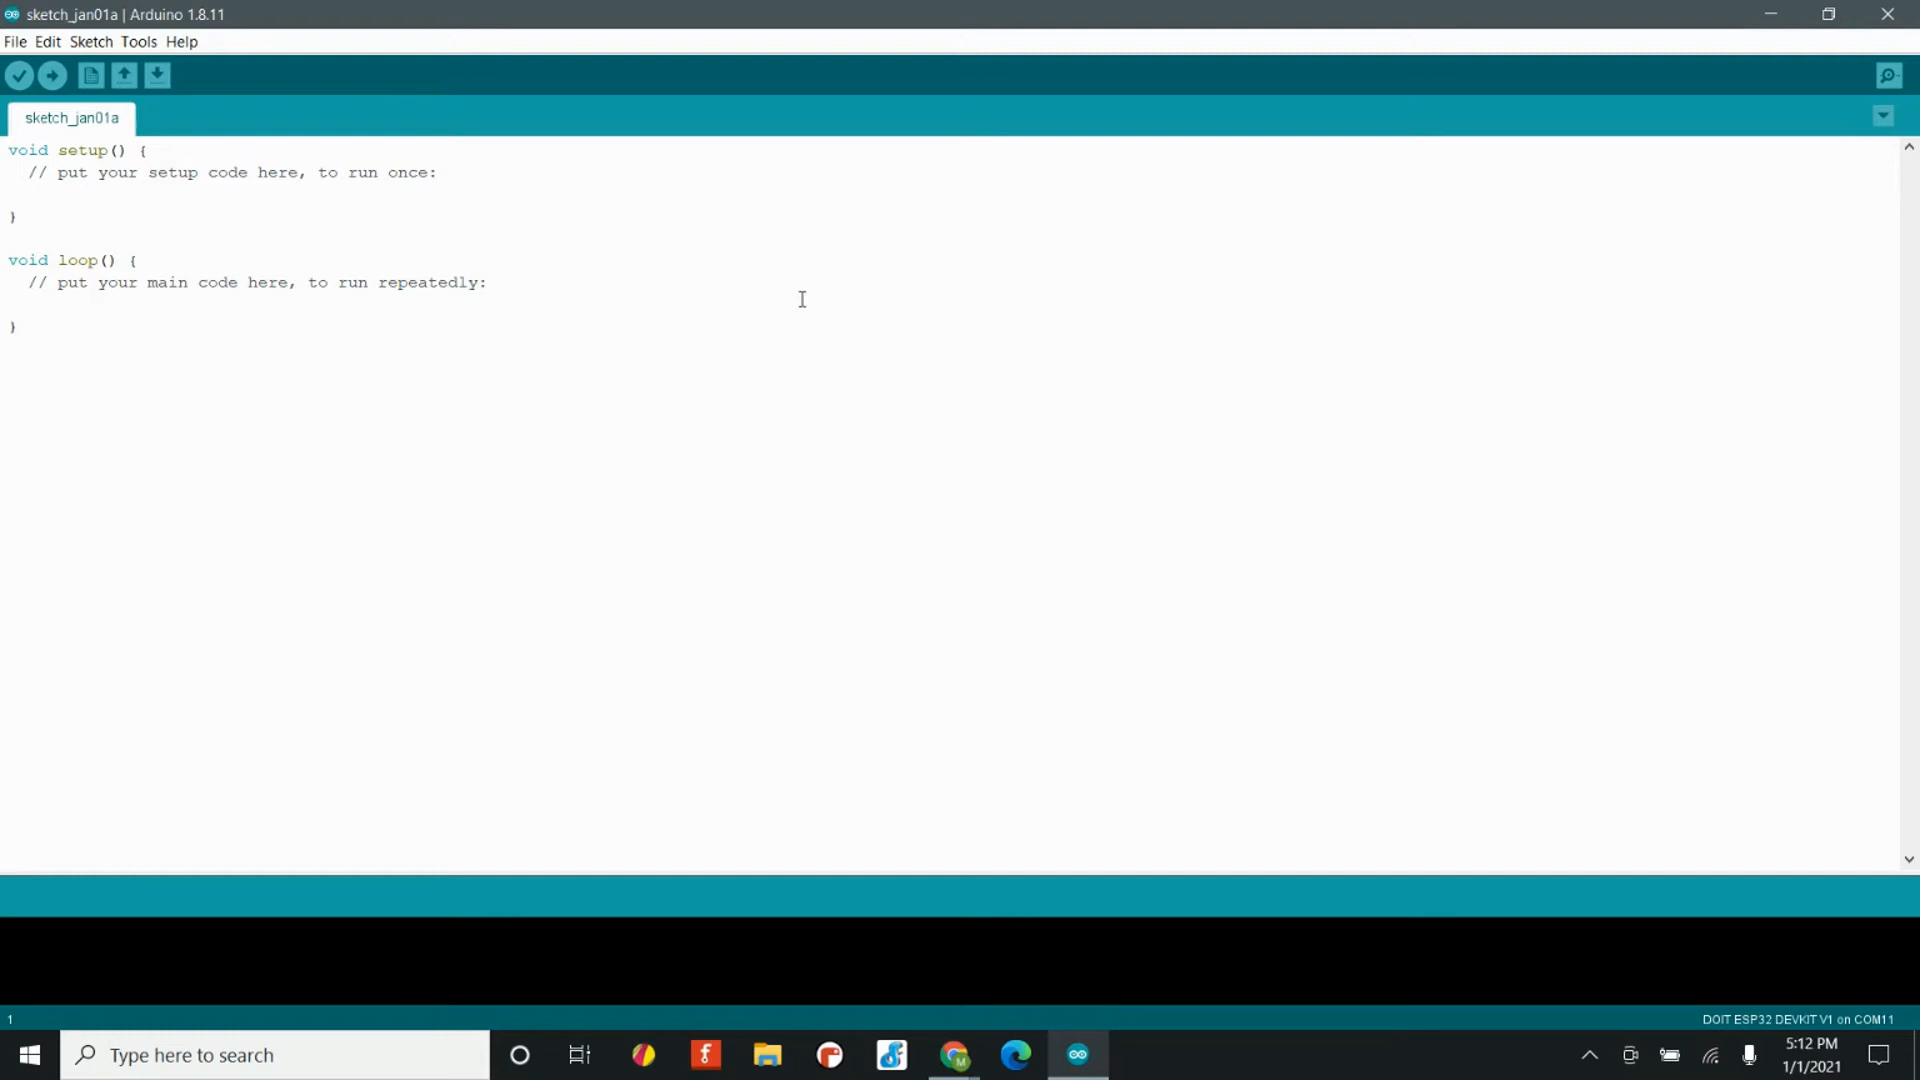 sketch_jan01a | Arduino 1.8.11
File Edit Sketch Tools Help
sketch_jan01a
void setup() {
  // put your setup code here, to run once:
}
void loop() {
  // put your main code here, to run repeatedly:
}
1
DOIT ESP32 DEVKIT V1 on COM11
Type here to search
5:12 PM
1/1/2021